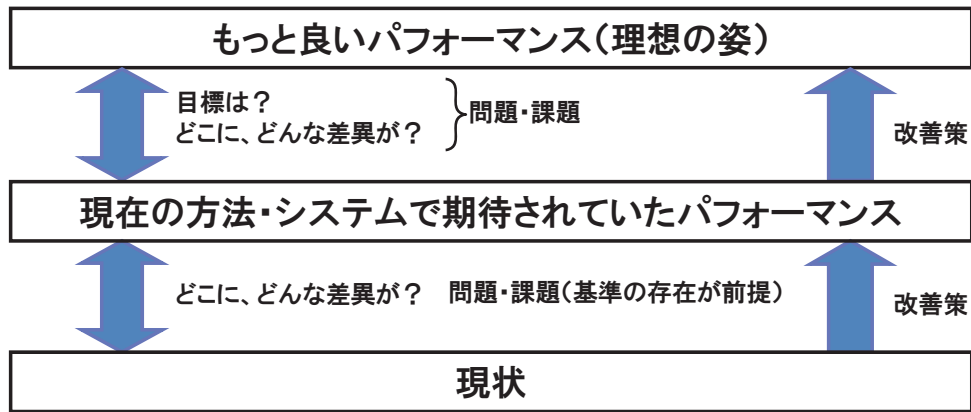 もっと良いパフォーマンス（理想の姿）
目標は？
どこに、どんな差異が？
問題・課題
改善策
現在の方法・システムで期待されていたパフォーマンス
どこに、どんな差異が？　問題・課題（基準の存在が前提）
改善策
現状